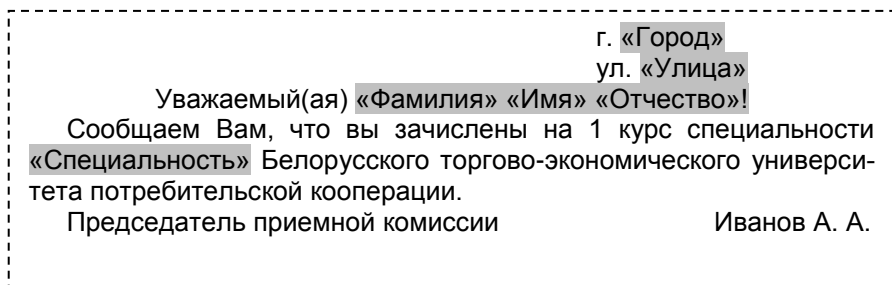 г. «Город»
ул. «Улица»
Уважаемый(ая) «Фамилия» «Имя» «Отчество»!
Сообщаем Вам, что вы зачислены на 1 курс специальности
«Специальность» Белорусского торгово-экономического универси-
тета потребительской кооперации.
Председатель приемной комиссии Иванов А. А.